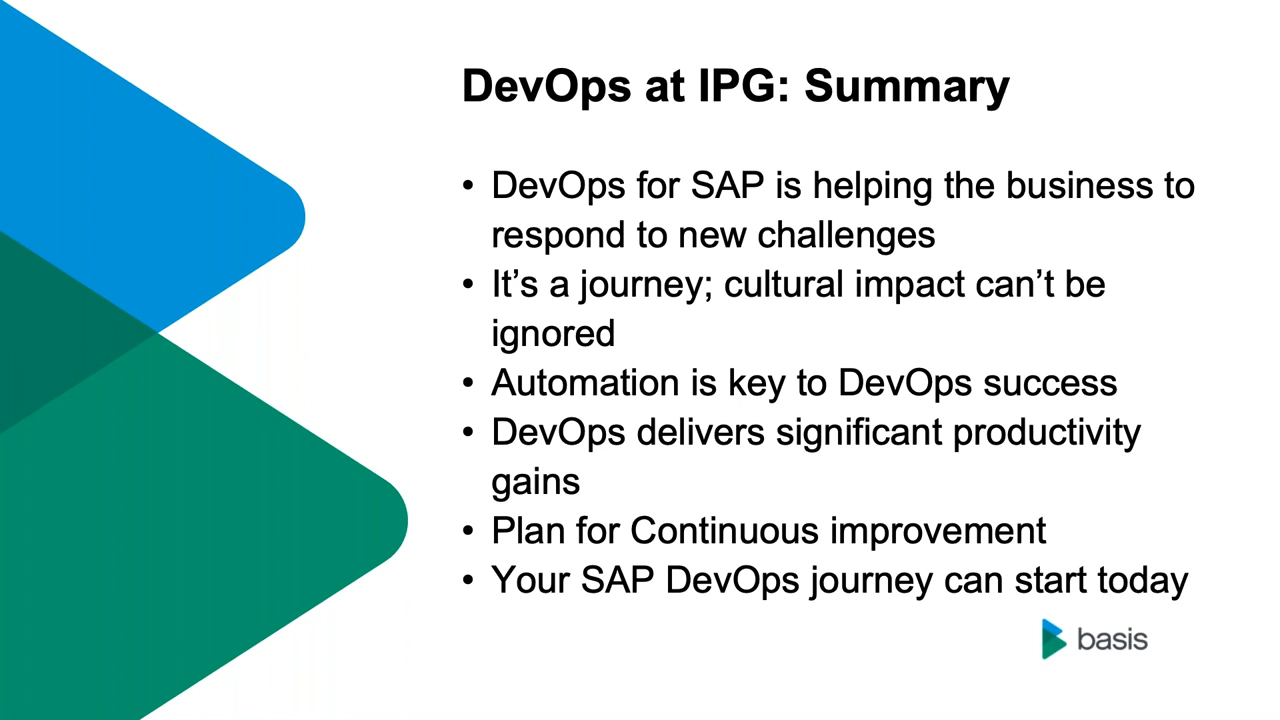 DevOps at IPG: Summary
• DevOps for SAP is helping the business to
respond to new challenges
• It’s a journey; cultural impact can’t be
ignored
• Automation is key to DevOps success
• DevOps delivers significant productivity
gains
• Plan for Continuous improvement
• Your SAP DevOps journey can start today
basis